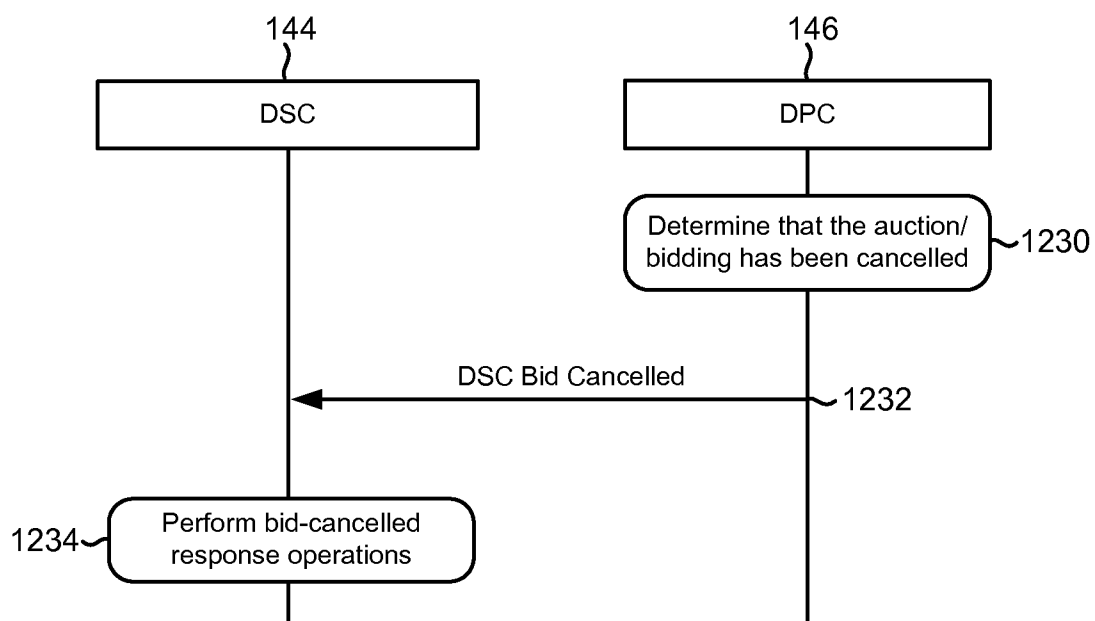 144
146
DSC
DPC
Determine that the auction/
bidding has been cancelled
1230
DSC Bid Cancelled
1232
Perform bid-cancelled
response operations
1234